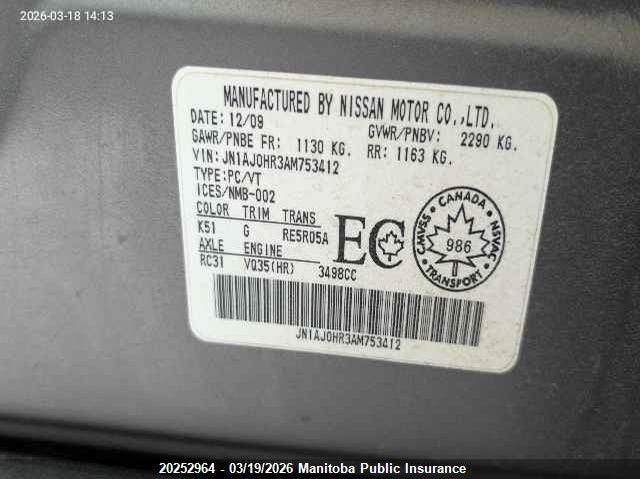 2026-03-18 14:13
MANUFACTURED BY NISSAN MOTOR CO.,LTD.
DATE: 12/09 GVWR/PNBV: 2290 KG.
GAWR/PNBE FR: 1130 KG. RR: 1163 KG.
VIN: JN1AJ0HR3AM753412
TYPE: PC/VT
ICES/NMB-002
COLOR TRIM TRANS
K51 G RE5R05A
AXLE ENGINE
RC31 VQ35(HR) 3498CC
EC
CANADA
CMVSS NSVAC
986
TRANSPORT
JN1AJ0HR3AM753412
20252964 - 03/19/2026 Manitoba Public Insurance